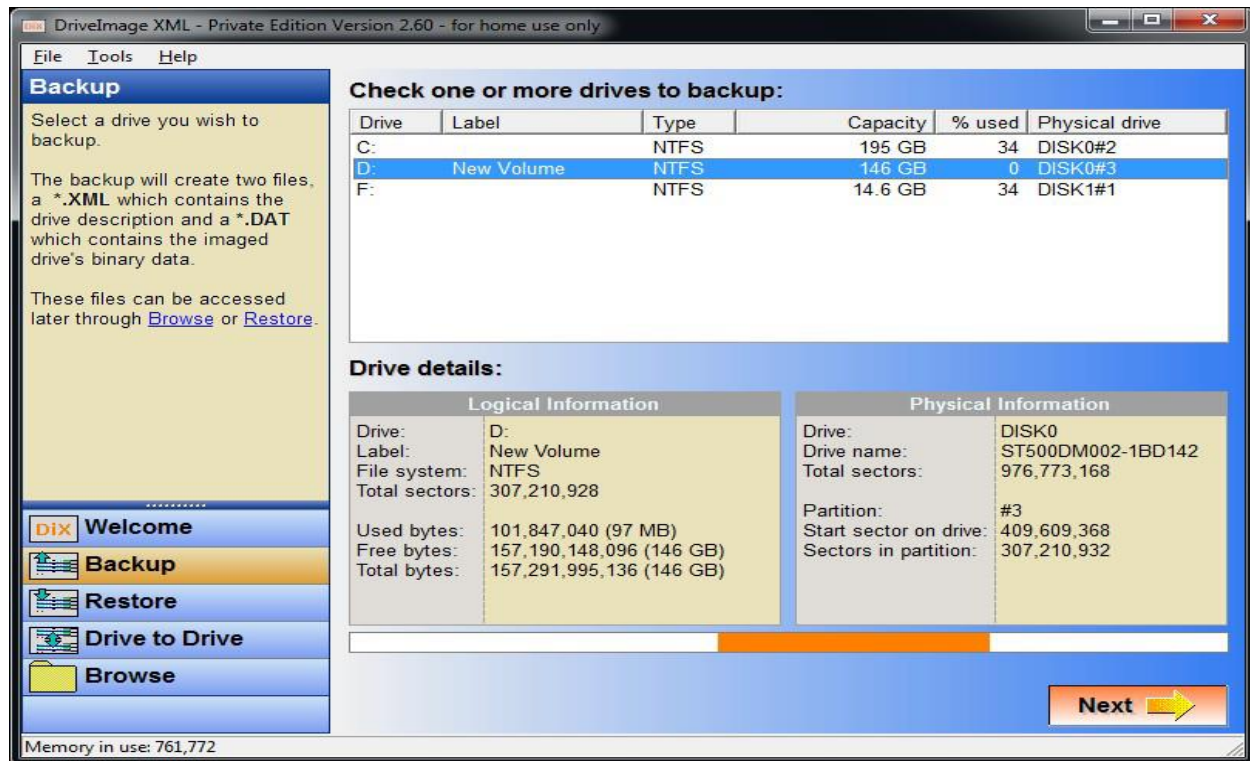 DriveImage XML - Private Edition Version 2.60 - for home use only
File Tools Help
Backup
Select a drive you wish to
backup.
The backup will create two files,
a *.XML which contains the
drive description and a *.DAT
which contains the imaged
drive's binary data.
These files can be accessed
later through Browse or Restore.
DiX Welcome
Backup
Restore
Drive to Drive
Browse
Check one or more drives to backup:
Drive Label Type Capacity % used Physical drive
C: NTFS 195 GB 34 DISK0#2
D: New Volume NTFS 146 GB 0 DISK0#3
F: NTFS 14.6 GB 34 DISK1#1
Drive details:
Logical Information
Drive: D:
Label: New Volume
File system: NTFS
Total sectors: 307,210,928
Used bytes: 101,847,040 (97 MB)
Free bytes: 157,190,148,096 (146 GB)
Total bytes: 157,291,995,136 (146 GB)
Physical Information
Drive: DISK0
Drive name: ST500DM002-1BD142
Total sectors: 976,773,168
Partition: #3
Start sector on drive: 409,609,368
Sectors in partition: 307,210,932
Next
Memory in use: 761,772